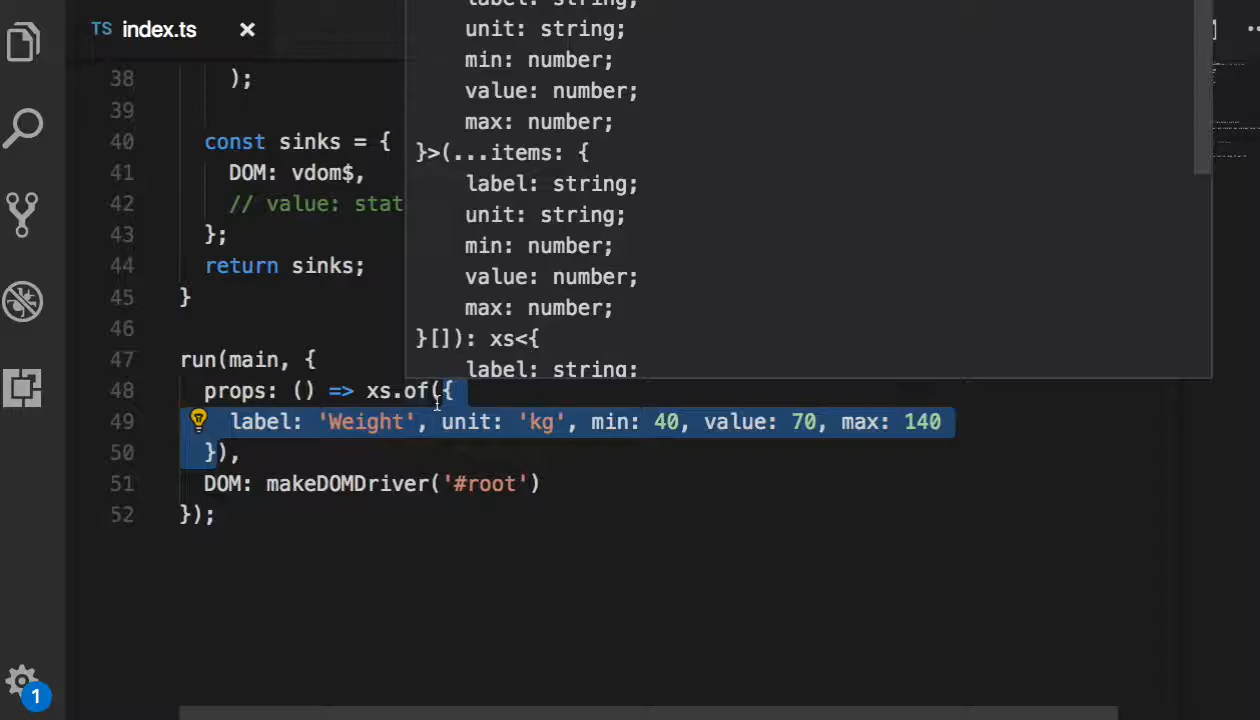 TS index.ts ×
label: string;
unit: string;
min: number;
value: number;
max: number;
}>(...items: {
label: string;
unit: string;
min: number;
value: number;
max: number;
}[]): xs<{
label: string;
38 );
39
40 const sinks = {
41 DOM: vdom$,
42 // value: stat
43 };
44 return sinks;
45 }
46
47 run(main, {
48 props: () => xs.of({
49 label: 'Weight', unit: 'kg', min: 40, value: 70, max: 140
50 }),
51 DOM: makeDOMDriver('#root')
52 });
1